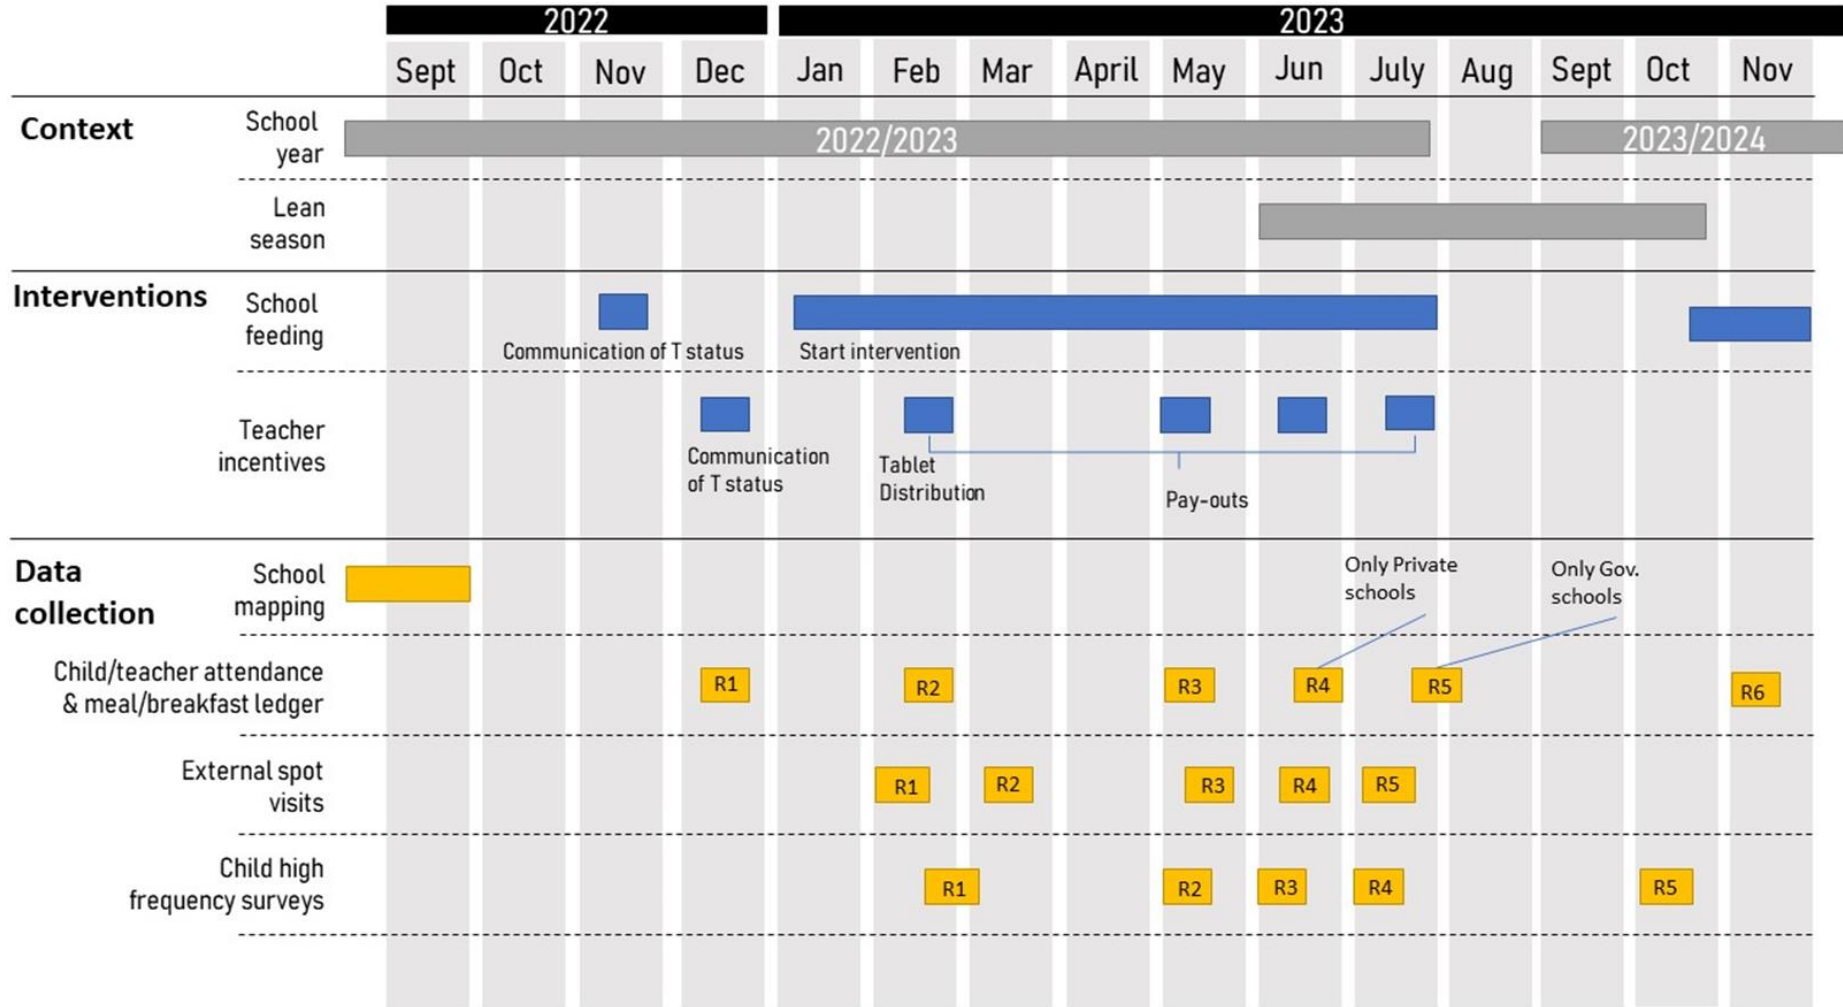 2022
2023
Sept Oct Nov Dec Jan Feb Mar April May Jun July Aug Sept Oct Nov
Context
School
year
2022/2023
2023/2024
Lean
season
Interventions
School
feeding
Communication of T status
Start intervention
Teacher
incentives
Communication
of T status
Tablet
Distribution
Pay-outs
Data
collection
School
mapping
Only Private
schools
Only Gov.
schools
Child/teacher attendance
& meal/breakfast ledger
R1 R2 R3 R4 R5 R6
External spot
visits
R1 R2 R3 R4 R5
Child high
frequency surveys
R1 R2 R3 R4 R5